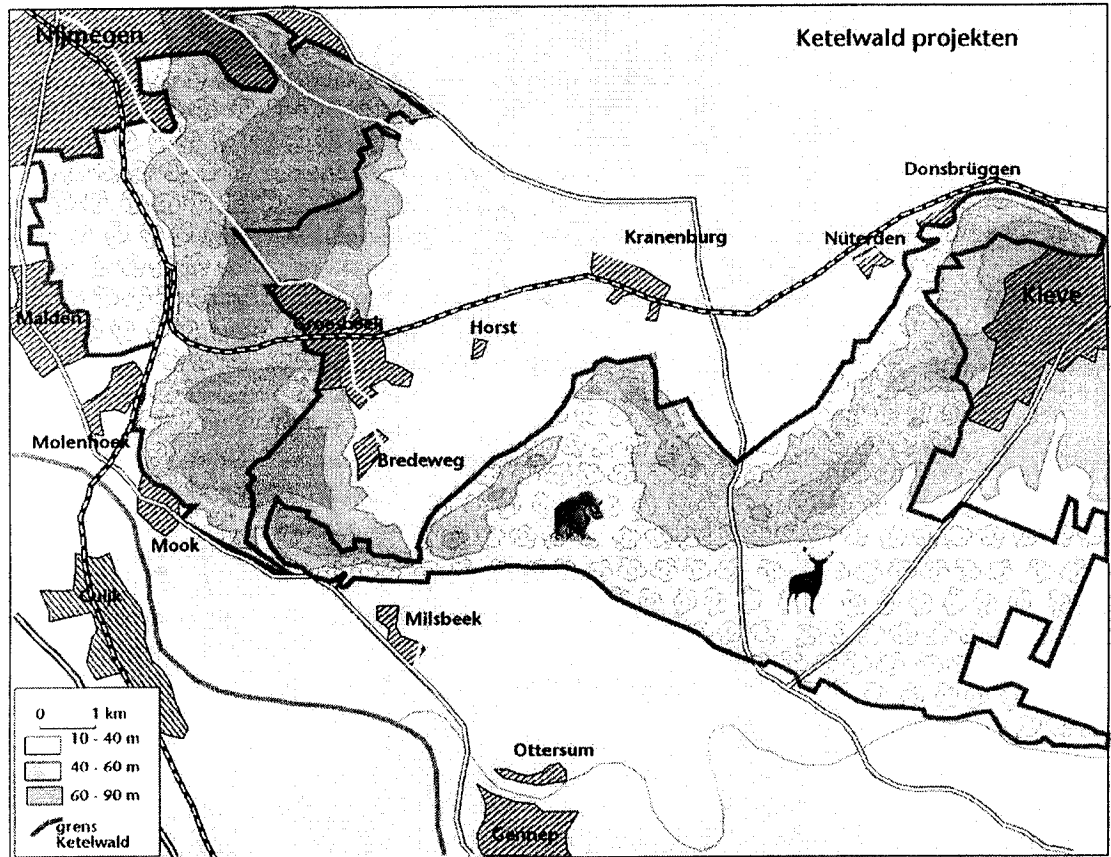 Nijmegen
Ketelwald projekten
Donsbrüggen
Kranenburg
Nüterden
Kleve
Malden
Groesbeek
Horst
Molenhoek
Bredeweg
Mook
Cuijk
Milsbeek
Ottersum
Gennep
0 1 km
10 - 40 m
40 - 60 m
60 - 90 m
grens
Ketelwald